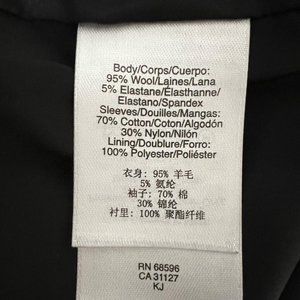 Body/Corps/Cuerpo:
95% Wool/Laines/Lana
5% Elastane/Élasthanne/
Elastano/Spandex
Sleeves/Douilles/Mangas:
70% Cotton/Coton/Algodón
30% Nylon/Nilón
Lining/Doublure/Forro:
100% Polyester/Poliéster
衣身: 95% 羊毛
5% 氨纶
袖子: 70% 棉
30% 锦纶
衬里: 100% 聚酯纤维
RN 68596
CA 31127
KJ